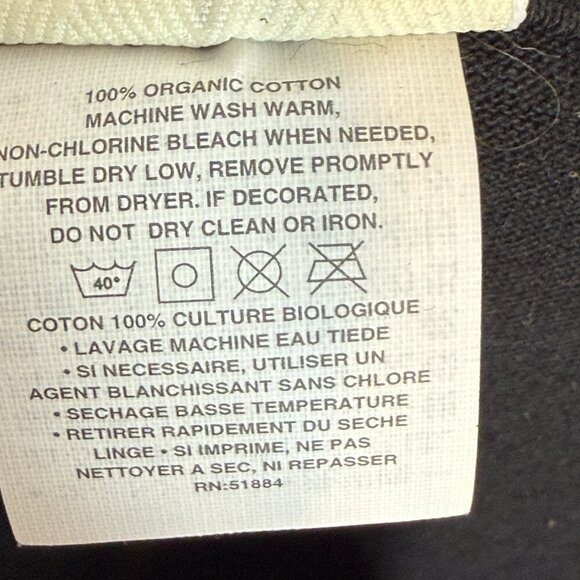 100% ORGANIC COTTON
MACHINE WASH WARM,
NON-CHLORINE BLEACH WHEN NEEDED,
TUMBLE DRY LOW, REMOVE PROMPTLY
FROM DRYER. IF DECORATED,
DO NOT DRY CLEAN OR IRON.
40°
COTON 100% CULTURE BIOLOGIQUE
• LAVAGE MACHINE EAU TIEDE
• SI NECESSAIRE, UTILISER UN
AGENT BLANCHISSANT SANS CHLORE
• SECHAGE BASSE TEMPERATURE
• RETIRER RAPIDEMENT DU SECHE
LINGE • SI IMPRIME, NE PAS
NETTOYER A SEC, NI REPASSER
RN:51884